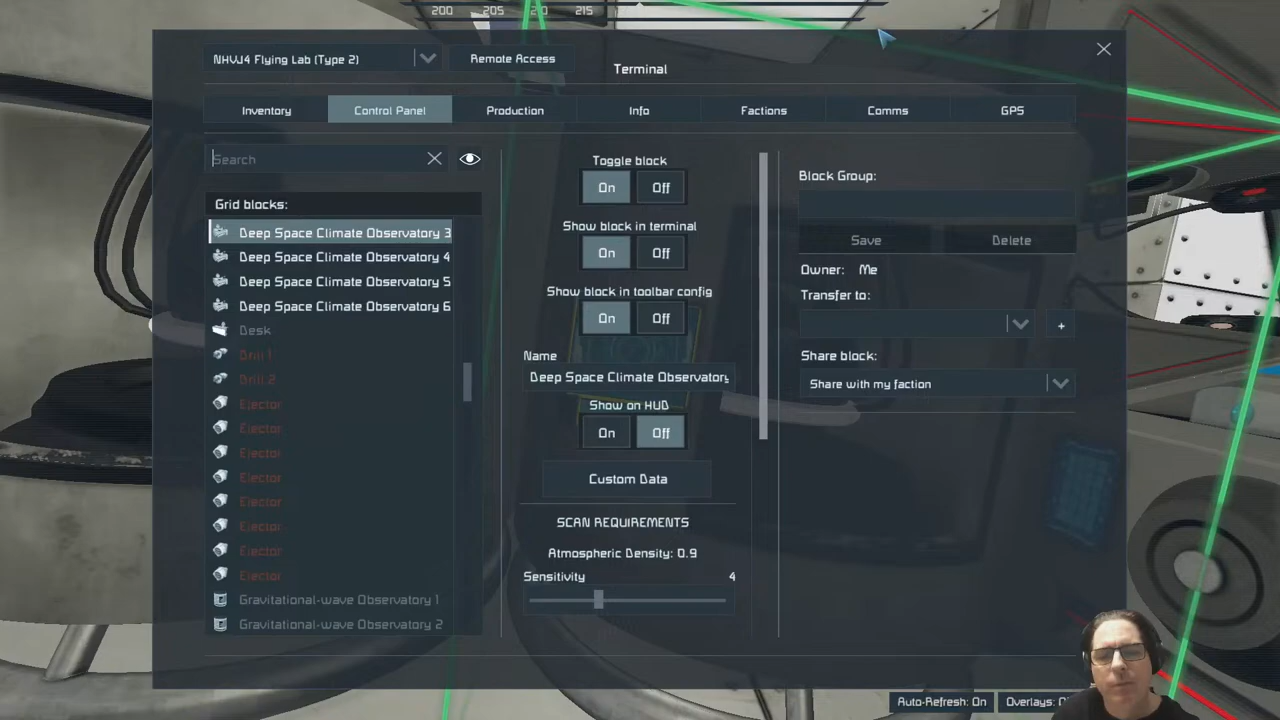 200 205 210 215
NHVJ4 Flying Lab (Type 2)
Remote Access
Terminal
Inventory
Control Panel
Production
Info
Factions
Comms
GPS
Search
Grid blocks:
Deep Space Climate Observatory 3
Deep Space Climate Observatory 4
Deep Space Climate Observatory 5
Deep Space Climate Observatory 6
Desk
Drill 1
Drill 2
Ejector
Ejector
Ejector
Ejector
Ejector
Ejector
Ejector
Ejector
Gravitational-wave Observatory 1
Gravitational-wave Observatory 2
Toggle block
On Off
Show block in terminal
On Off
Show block in toolbar config
On Off
Name
Deep Space Climate Observatory
Show on HUD
On Off
Custom Data
SCAN REQUIREMENTS
Atmospheric Density: 0.9
Sensitivity 4
Block Group:
Save Delete
Owner: Me
Transfer to:
+
Share block:
Share with my faction
Auto-Refresh: On
Overlays: